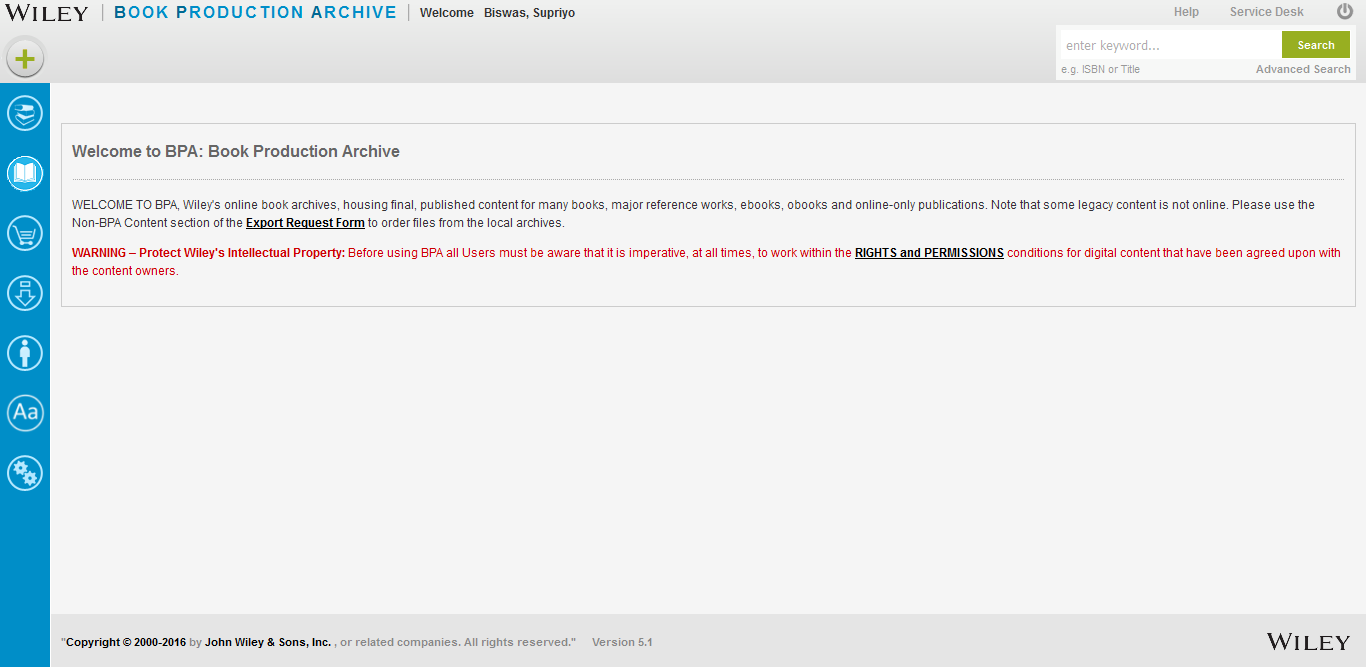 WILEY | BOOK PRODUCTION ARCHIVE | Welcome Biswas, Supriyo
Help Service Desk
enter keyword... Search
e.g. ISBN or Title Advanced Search
Welcome to BPA: Book Production Archive
WELCOME TO BPA, Wiley's online book archives, housing final, published content for many books, major reference works, ebooks, obooks and online-only publications. Note that some legacy content is not online. Please use the
Non-BPA Content section of the Export Request Form to order files from the local archives.
WARNING – Protect Wiley's Intellectual Property: Before using BPA all Users must be aware that it is imperative, at all times, to work within the RIGHTS and PERMISSIONS conditions for digital content that have been agreed upon with
the content owners.
Aa
"Copyright © 2000-2016 by John Wiley & Sons, Inc. , or related companies. All rights reserved." Version 5.1
WILEY